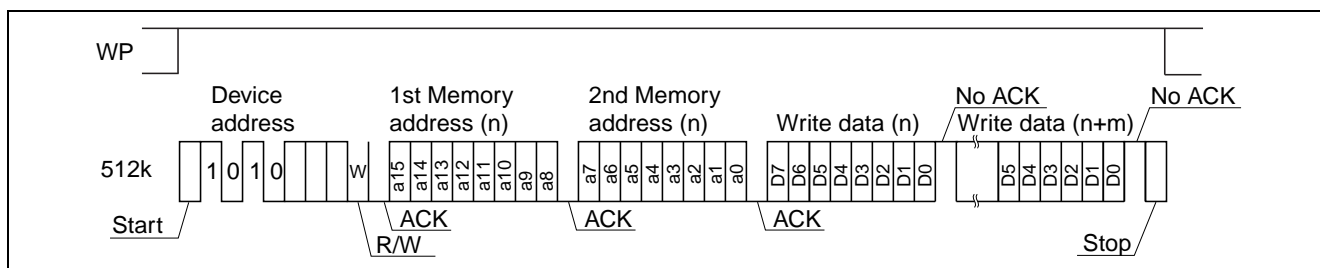 WP
Device
address
1st Memory
address (n)
2nd Memory
address (n)
Write data (n)
No ACK
Write data (n+m)
No ACK
512k
1 0 1 0
W
a15 a14 a13 a12 a11 a10 a9 a8
a7 a6 a5 a4 a3 a2 a1 a0
D7 D6 D5 D4 D3 D2 D1 D0
D5 D4 D3 D2 D1 D0
Start
R/W
ACK
ACK
ACK
Stop